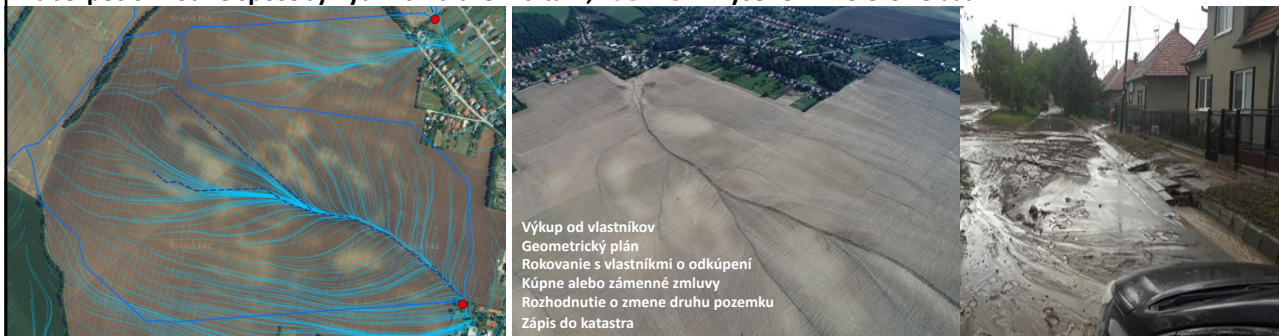 Výkup od vlastníkov
Geometrický plán
Rokovanie s vlastníkmi o odkúpení
Kúpne alebo zámenné zmluvy
Rozhodnutie o zmene druhu pozemku
Zápis do katastra